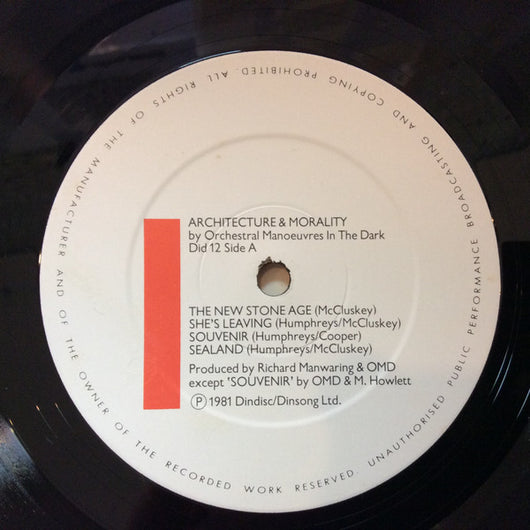 ARCHITECTURE & MORALITY
by Orchestral Manoeuvres In The Dark
Did 12 Side A
THE NEW STONE AGE (McCluskey)
SHE'S LEAVING (Humphreys/McCluskey)
SOUVENIR (Humphreys/Cooper)
SEALAND (Humphreys/McCluskey)
Produced by Richard Manwaring & OMD
except 'SOUVENIR' by OMD & M. Howlett
Ⓟ 1981 Dindisc/Dinsong Ltd.
ALL RIGHTS OF THE MANUFACTURER AND OF THE OWNER OF THE RECORDED WORK RESERVED. UNAUTHORISED PUBLIC PERFORMANCE BROADCASTING AND COPYING PROHIBITED.